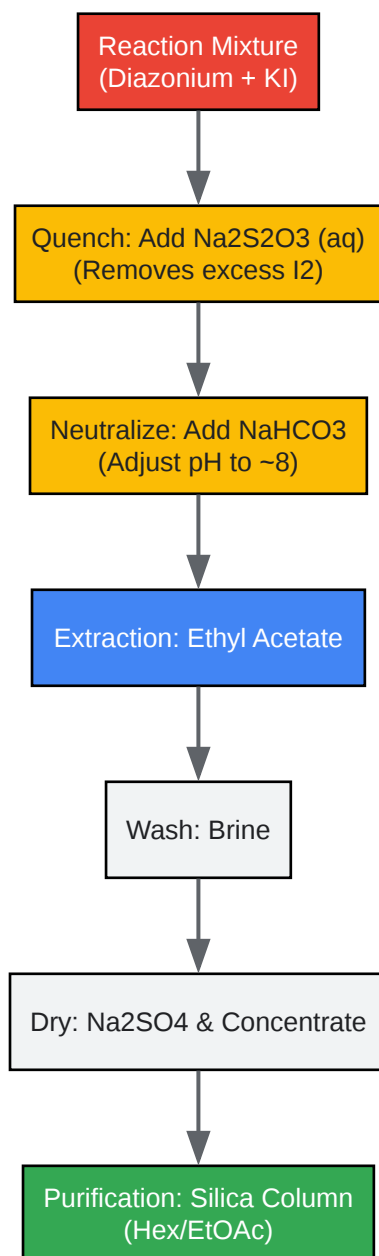 Reaction Mixture
(Diazonium + KI)
Quench: Add Na2S2O3 (aq)
(Removes excess I2)
Neutralize: Add NaHCO3
(Adjust pH to ~8)
Extraction: Ethyl Acetate
Wash: Brine
Dry: Na2SO4 & Concentrate
Purification: Silica Column
(Hex/EtOAc)